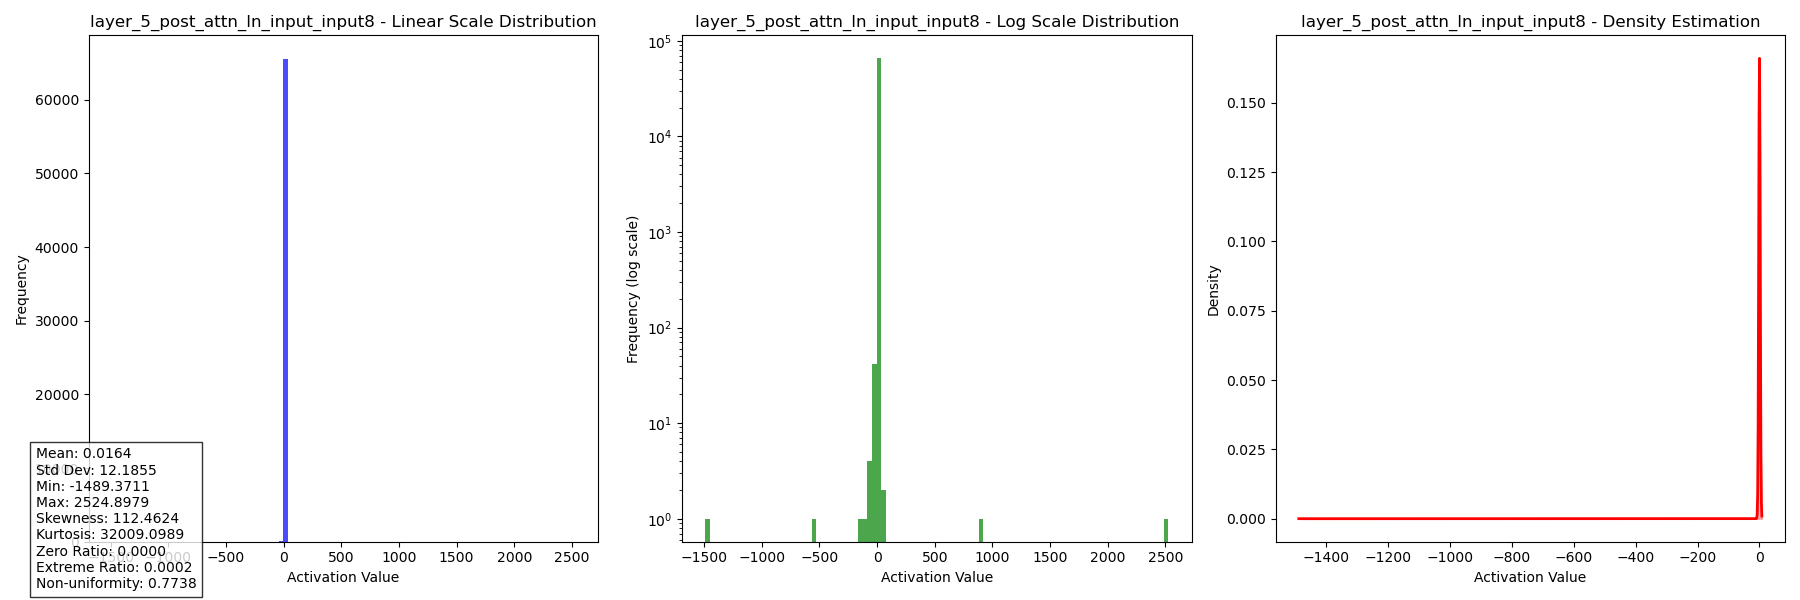 layer_5_post_attn_ln_input_input8 - Linear Scale Distribution
layer_5_post_attn_ln_input_input8 - Log Scale Distribution
layer_5_post_attn_ln_input_input8 - Density Estimation
Frequency
60000
50000
40000
30000
20000
10000
0
−1500
−1000
−500
0
500
1000
1500
2000
2500
Activation Value
Mean: 0.0164
Std Dev: 12.1855
Min: -1489.3711
Max: 2524.8979
Skewness: 112.4624
Kurtosis: 32009.0989
Zero Ratio: 0.0000
Extreme Ratio: 0.0002
Non-uniformity: 0.7738
Frequency (log scale)
10⁵
10⁴
10³
10²
10¹
10⁰
−1500
−1000
−500
0
500
1000
1500
2000
2500
Activation Value
Density
0.150
0.125
0.100
0.075
0.050
0.025
0.000
−1400
−1200
−1000
−800
−600
−400
−200
0
Activation Value